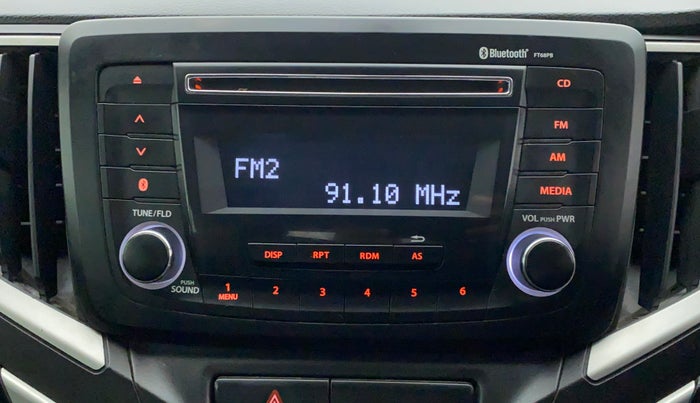 Bluetooth® FT68PB
CD
FM
AM
MEDIA
FM2
91.10 MHz
TUNE/FLD
VOL PUSH PWR
DISP RPT RDM AS
PUSH
SOUND
1 2 3 4 5 6
MENU